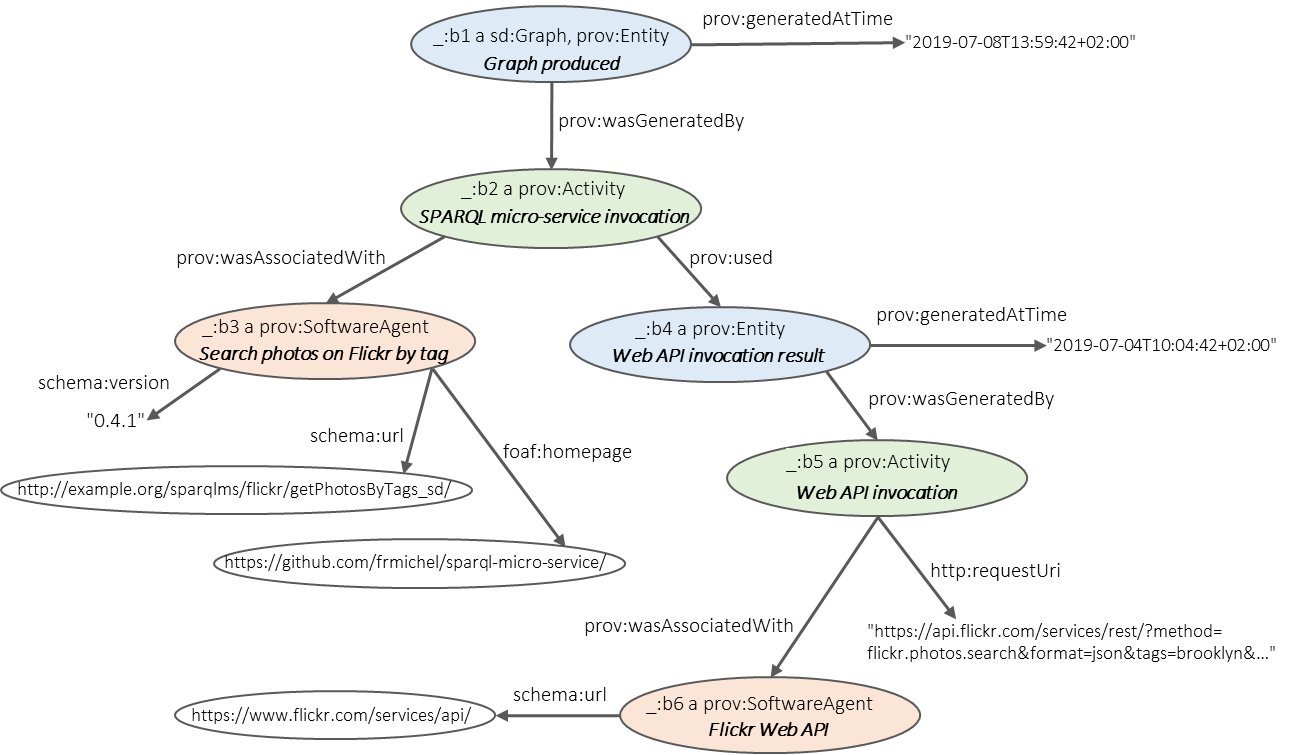 prov:generatedAtTime
_:b1 a sd:Graph, prov:Entity
Graph produced
"2019-07-08T13:59:42+02:00"
prov:wasGeneratedBy
_:b2 a prov:Activity
SPARQL micro-service invocation
prov:wasAssociatedWith
prov:used
_:b3 a prov:SoftwareAgent
Search photos on Flickr by tag
_:b4 a prov:Entity
Web API invocation result
prov:generatedAtTime
"2019-07-04T10:04:42+02:00"
schema:version
"0.4.1"
prov:wasGeneratedBy
schema:url
foaf:homepage
http://example.org/sparqlms/flickr/getPhotosByTags_sd/
_:b5 a prov:Activity
Web API invocation
https://github.com/frmichel/sparql-micro-service/
http:requestUri
prov:wasAssociatedWith
"https://api.flickr.com/services/rest/?method=
flickr.photos.search&format=json&tags=brooklyn&..."
schema:url
https://www.flickr.com/services/api/
_:b6 a prov:SoftwareAgent
Flickr Web API